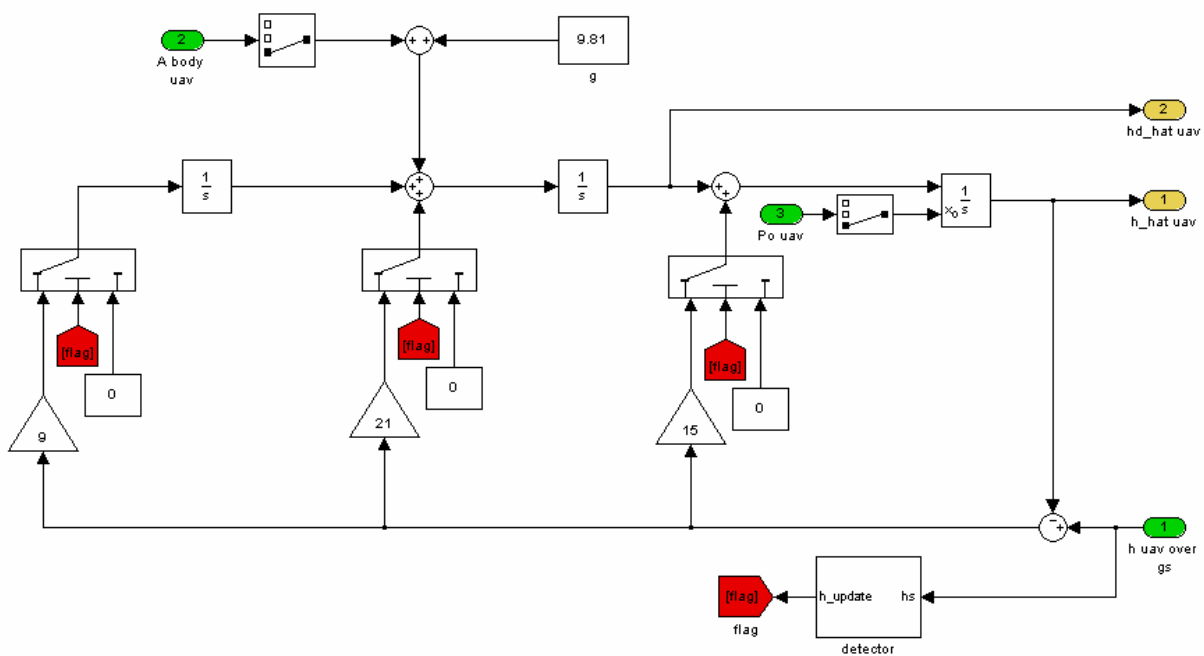 2
A body
uav
9.81
g
+ +
2
hd_hat uav
1
s
+
+
+
1
s
+
+
3
Po uav
1
s
xo
1
h_hat uav
[flag]
0
[flag]
0
[flag]
0
9
21
15
−
+
1
h uav over
gs
[flag]
flag
h_update
hs
detector